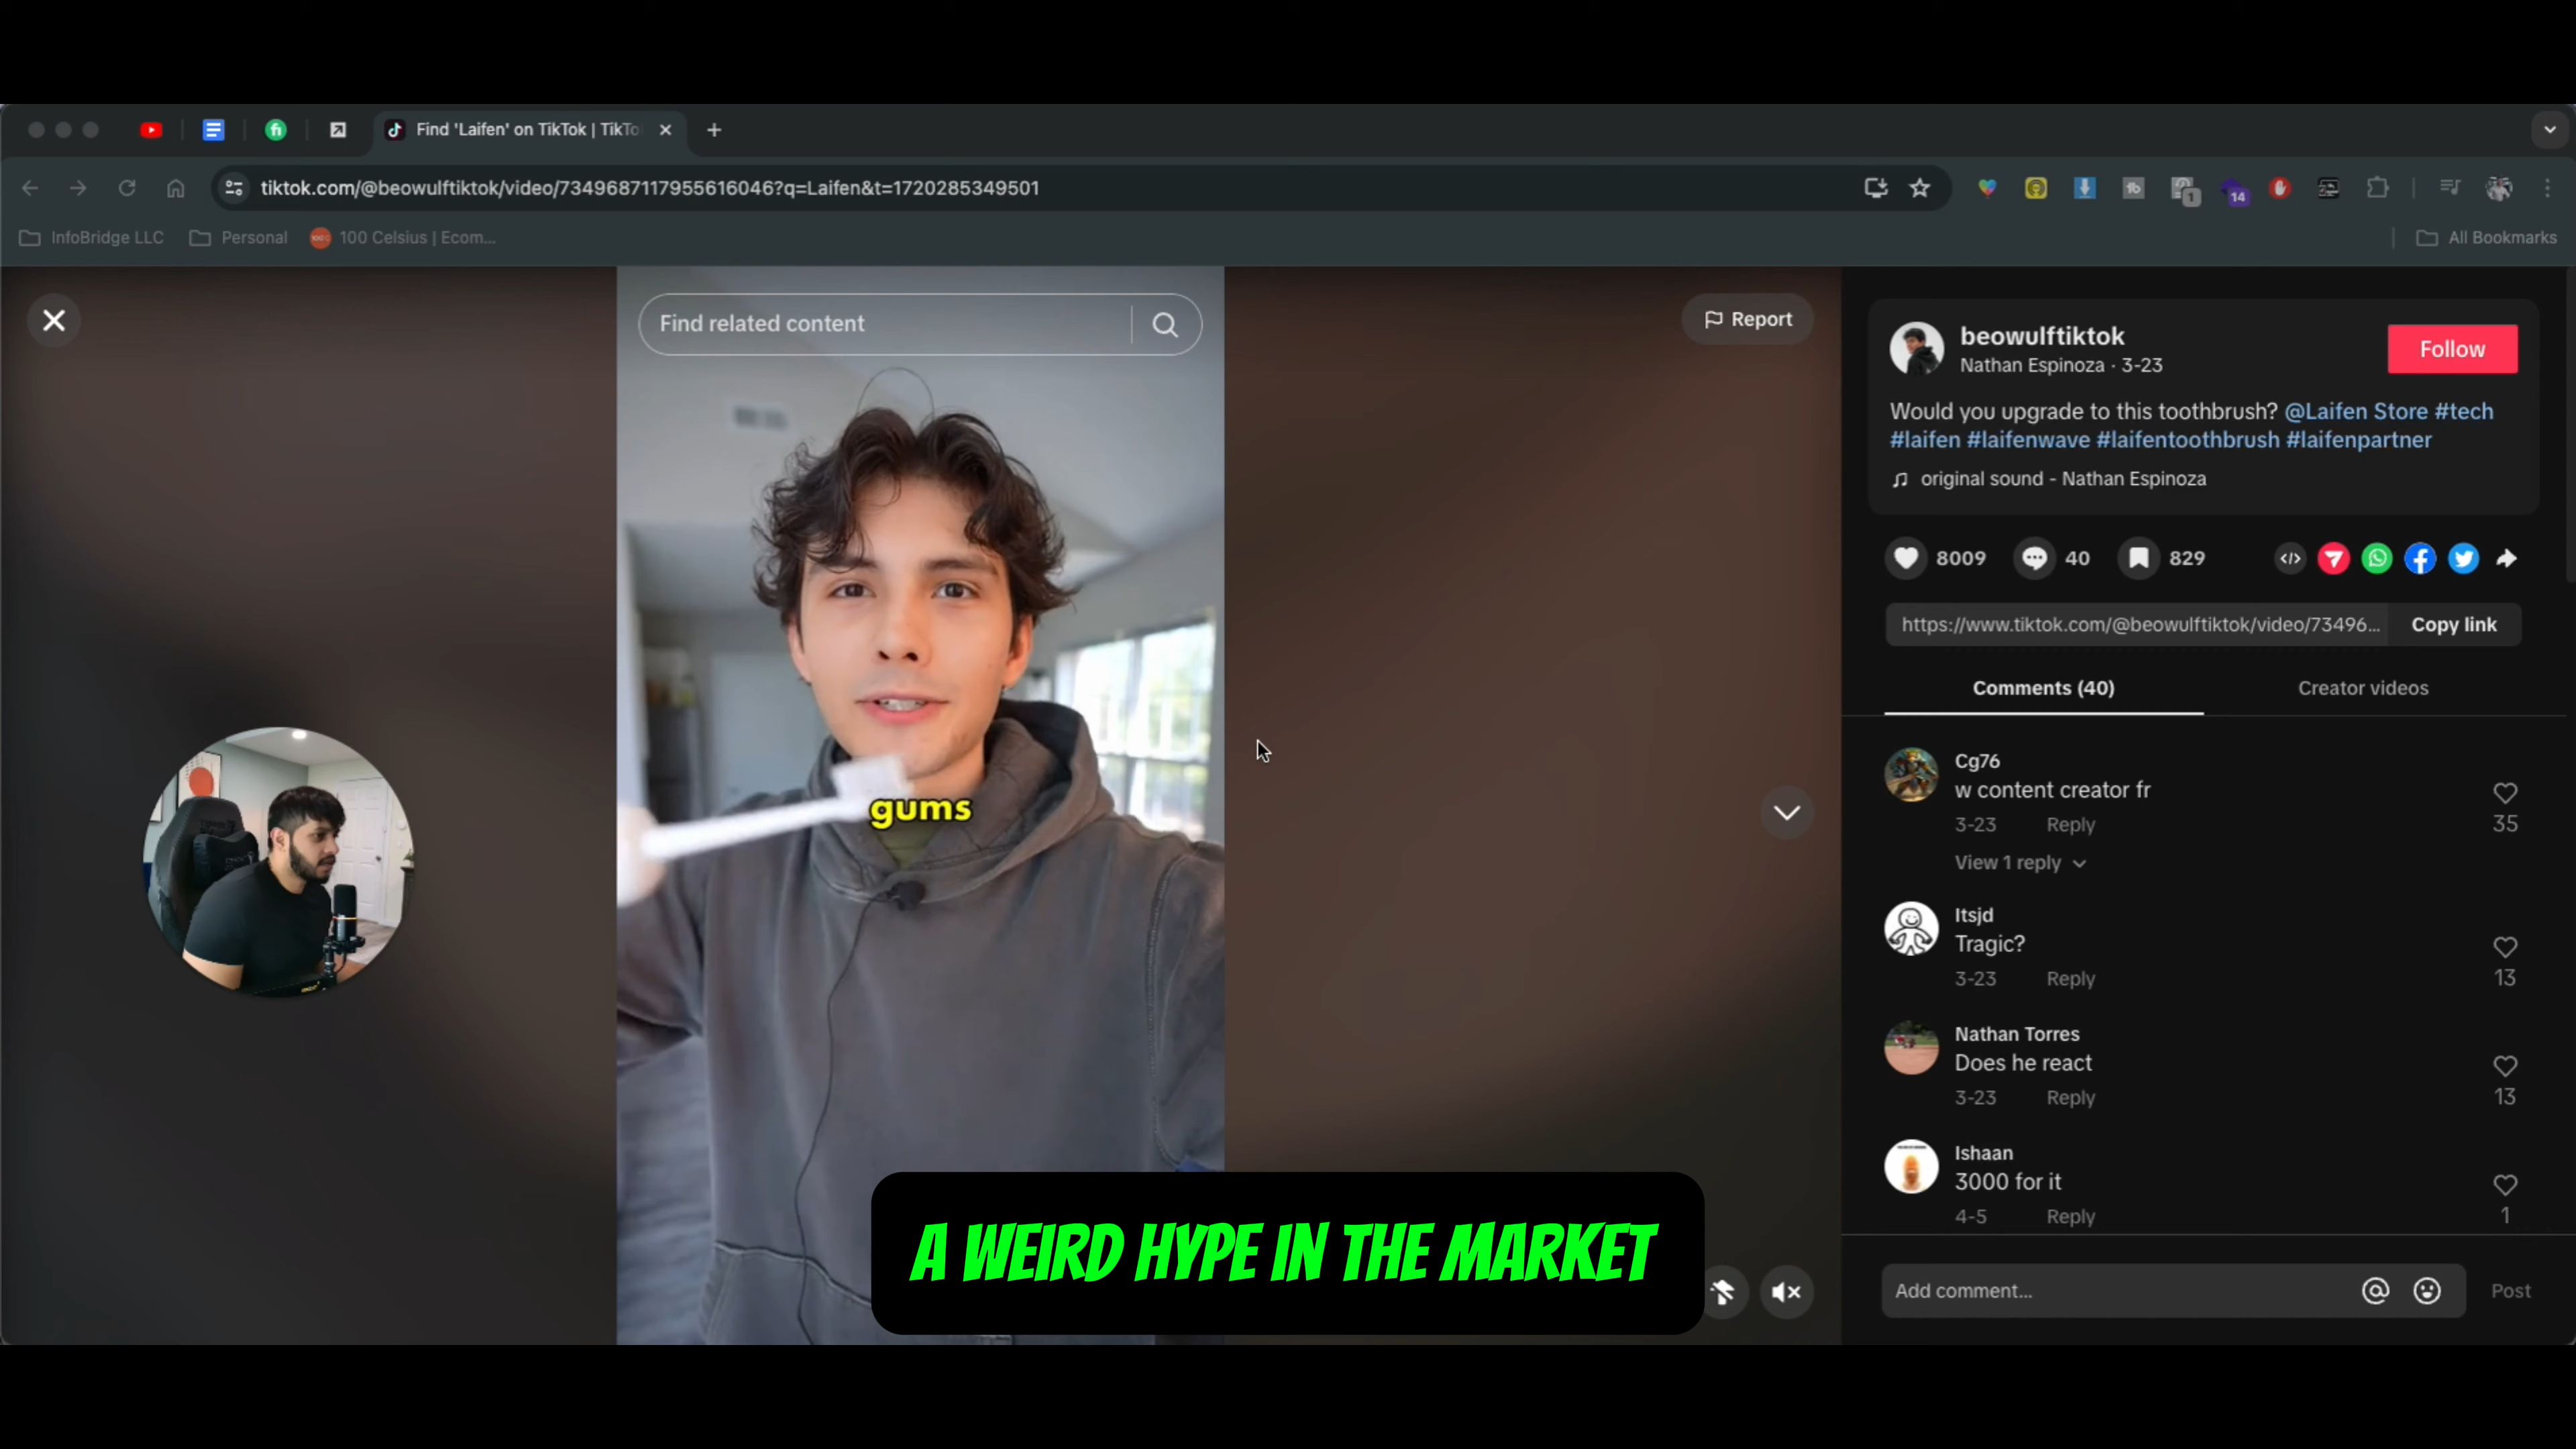 Find 'Laifen' on TikTok | TikTo
tiktok.com/@beowulftiktok/video/7349687117955616046?q=Laifen&t=1720285349501
1
14
InfoBridge LLC
Personal
100 Celsius | Ecom...
All Bookmarks
Find related content
Report
gums
A WEIRD HYPE IN THE MARKET
beowulftiktok
Nathan Espinoza · 3-23
Follow
Would you upgrade to this toothbrush? @Laifen Store #tech
#laifen #laifenwave #laifentoothbrush #laifenpartner
original sound - Nathan Espinoza
8009
40
829
https://www.tiktok.com/@beowulftiktok/video/73496...
Copy link
Comments (40)
Creator videos
Cg76
w content creator fr
35
3-23 Reply
View 1 reply
Itsjd
Tragic?
13
3-23 Reply
Nathan Torres
Does he react
13
3-23 Reply
Ishaan
3000 for it
1
4-5 Reply
Add comment...
Post